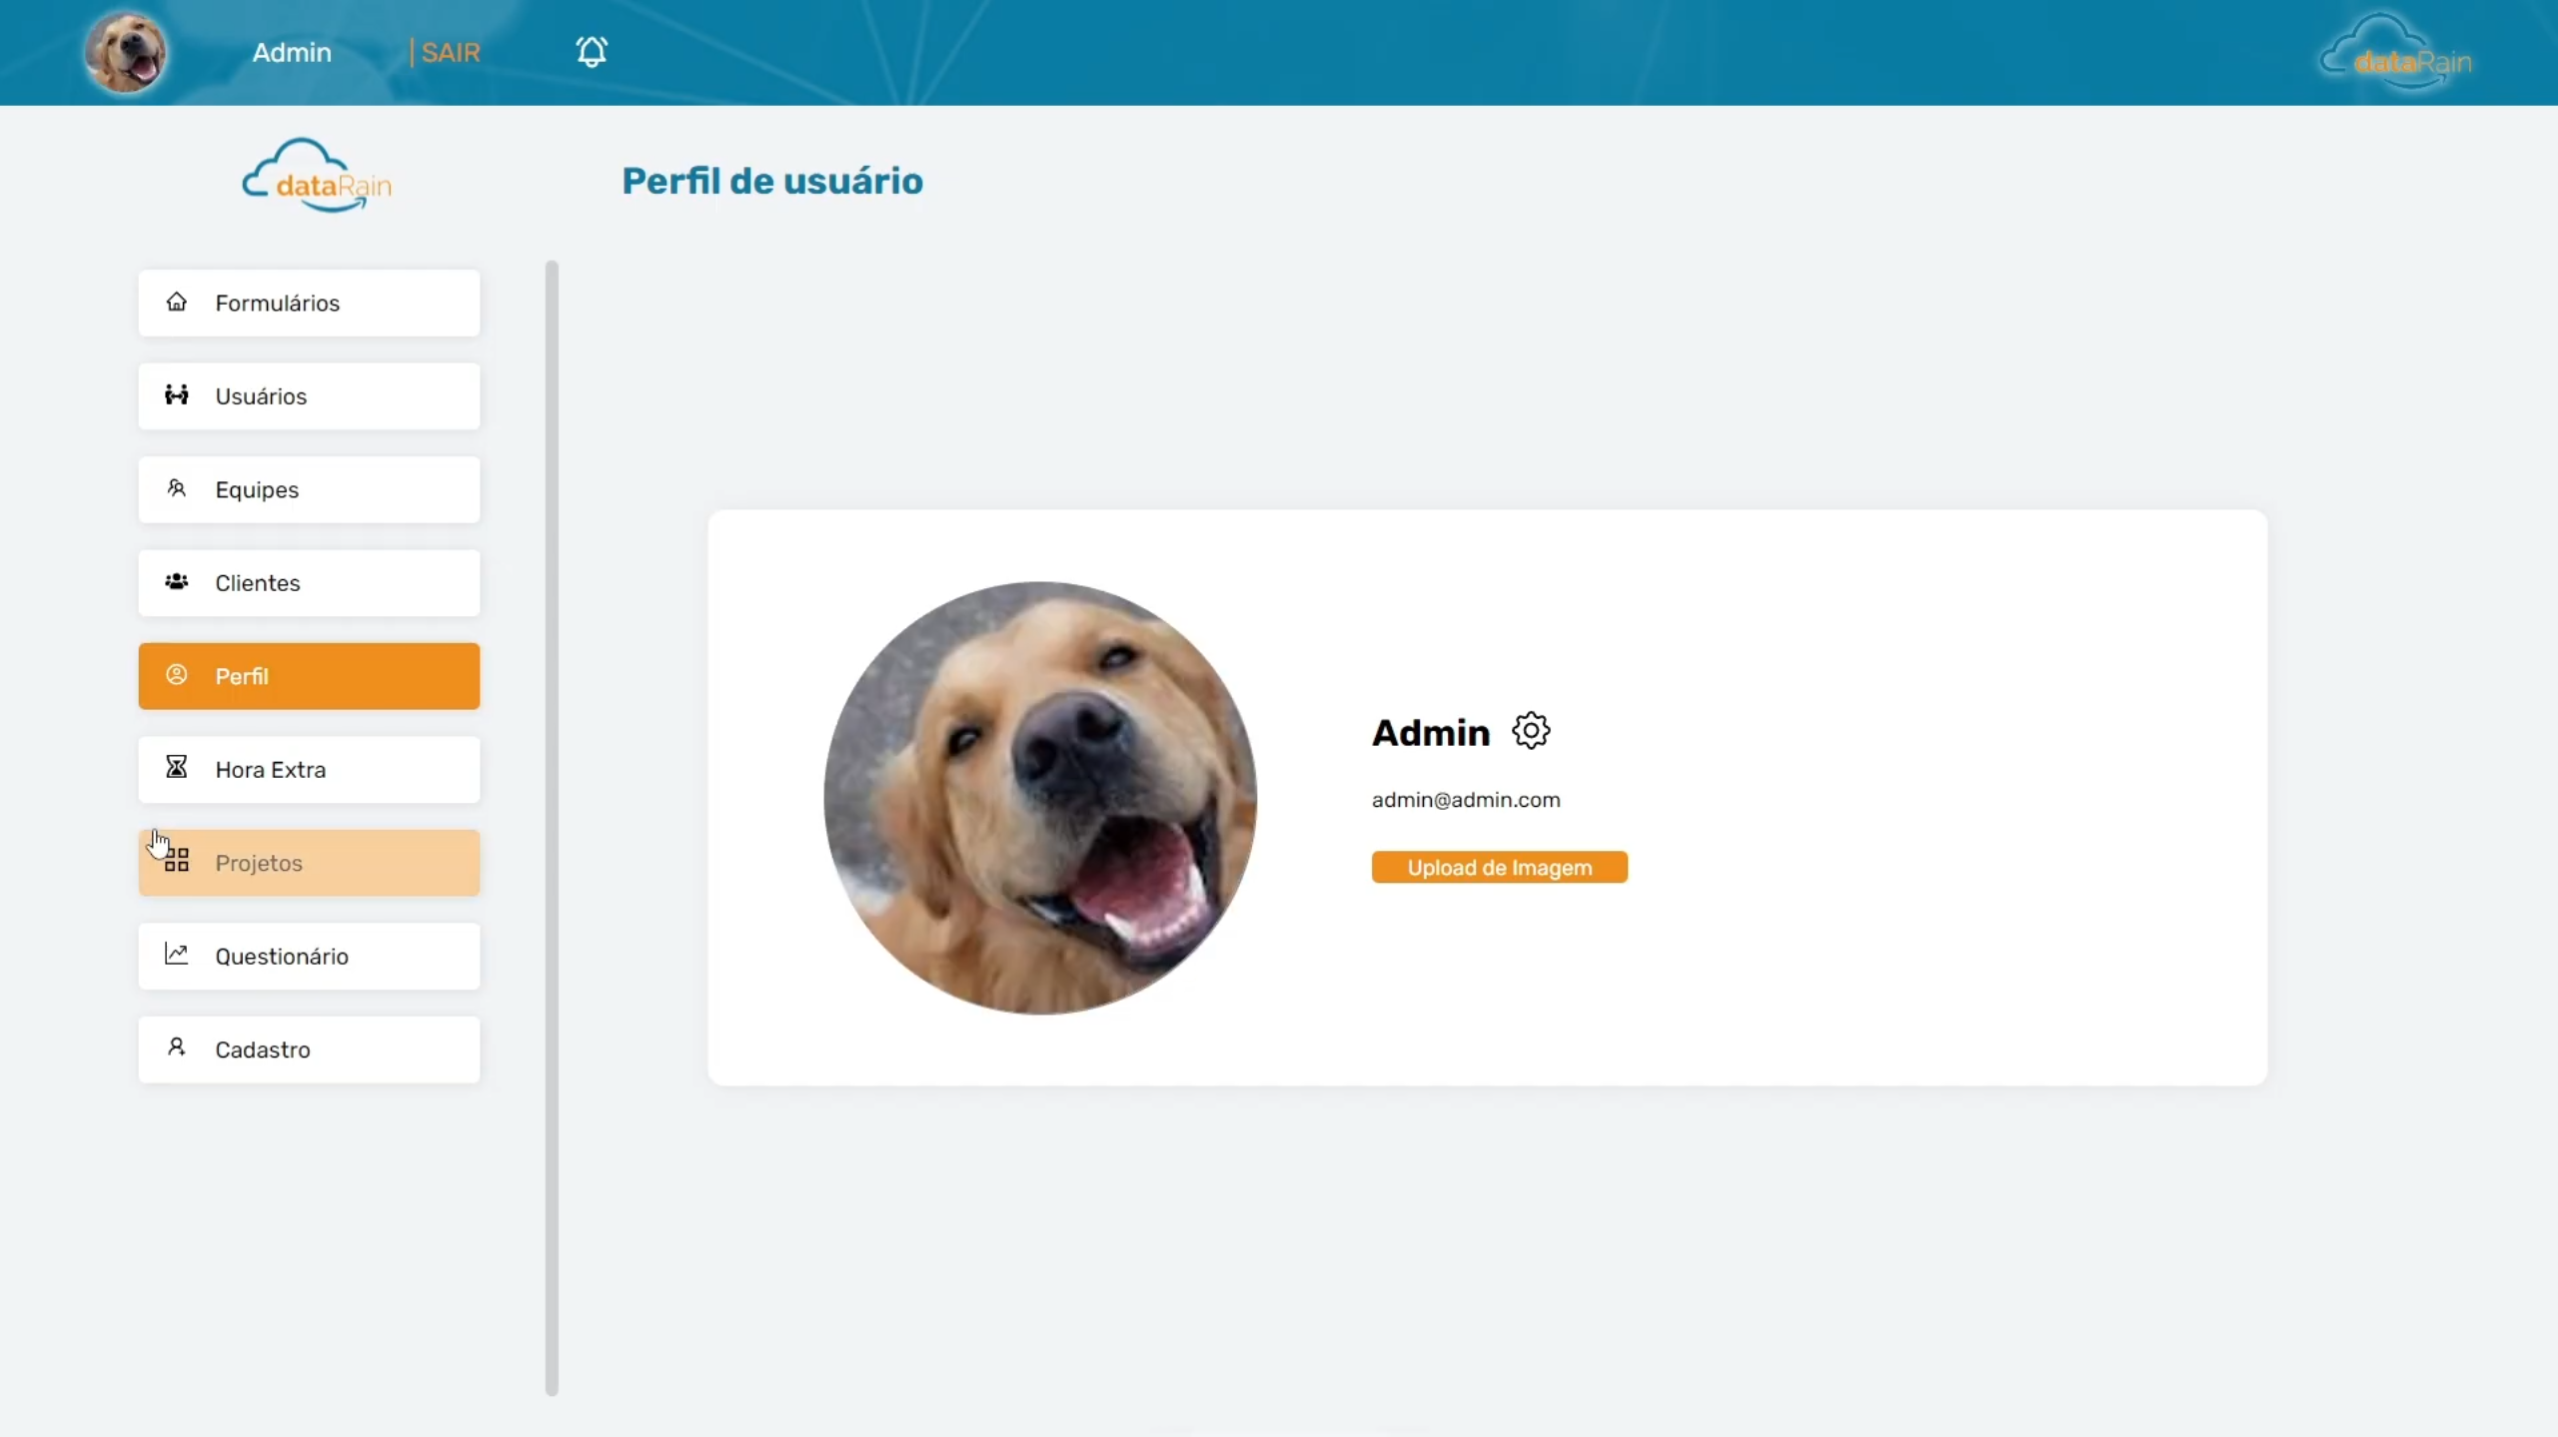 Admin
| SAIR
dataRain
dataRain
Perfil de usuário
Formulários
Usuários
Equipes
Clientes
Perfil
Hora Extra
Projetos
Questionário
Cadastro
Admin
admin@admin.com
Upload de Imagem